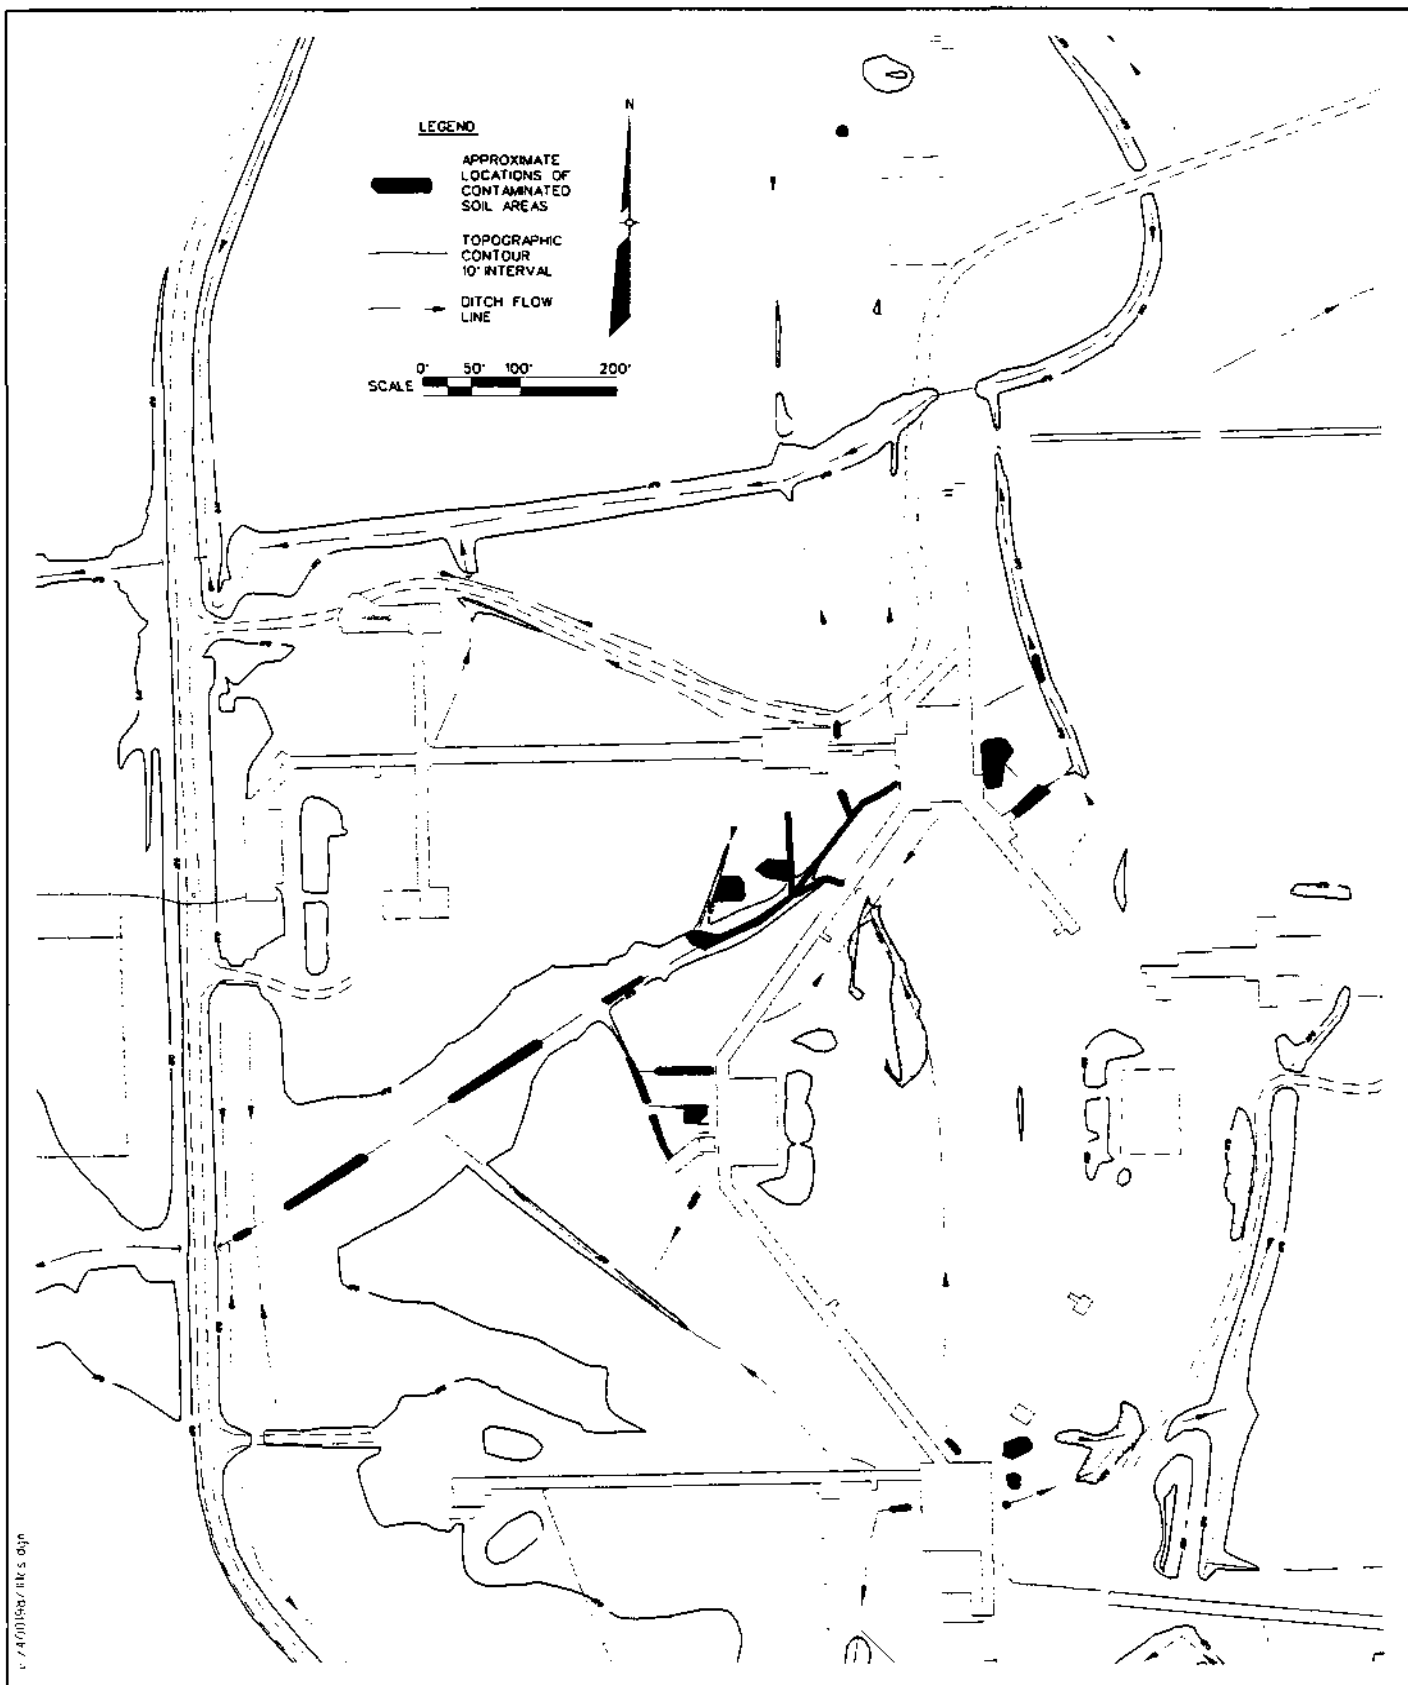 N
LEGEND
APPROXIMATE
LOCATIONS OF
CONTAMINATED
SOIL AREAS
TOPOGRAPHIC
CONTOUR
10' INTERVAL
DITCH FLOW
LINE
0' 50' 100' 200'
SCALE